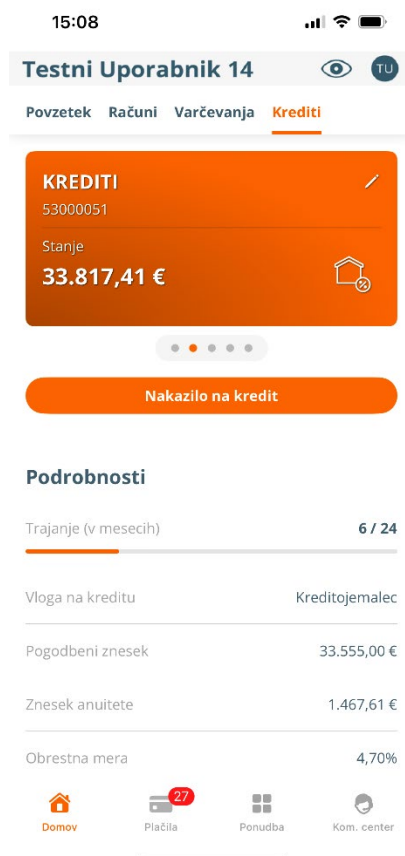 15:08
Testni Uporabnik 14
TU
Povzetek Računi Varčevanja Krediti
KREDITI
53000051
Stanje
33.817,41 €
%
Nakazilo na kredit
Podrobnosti
Trajanje (v mesecih) 6 / 24
Vloga na kreditu Kreditojemalec
Pogodbeni znesek 33.555,00 €
Znesek anuitete 1.467,61 €
Obrestna mera 4,70%
27
Domov Plačila Ponudba Kom. center